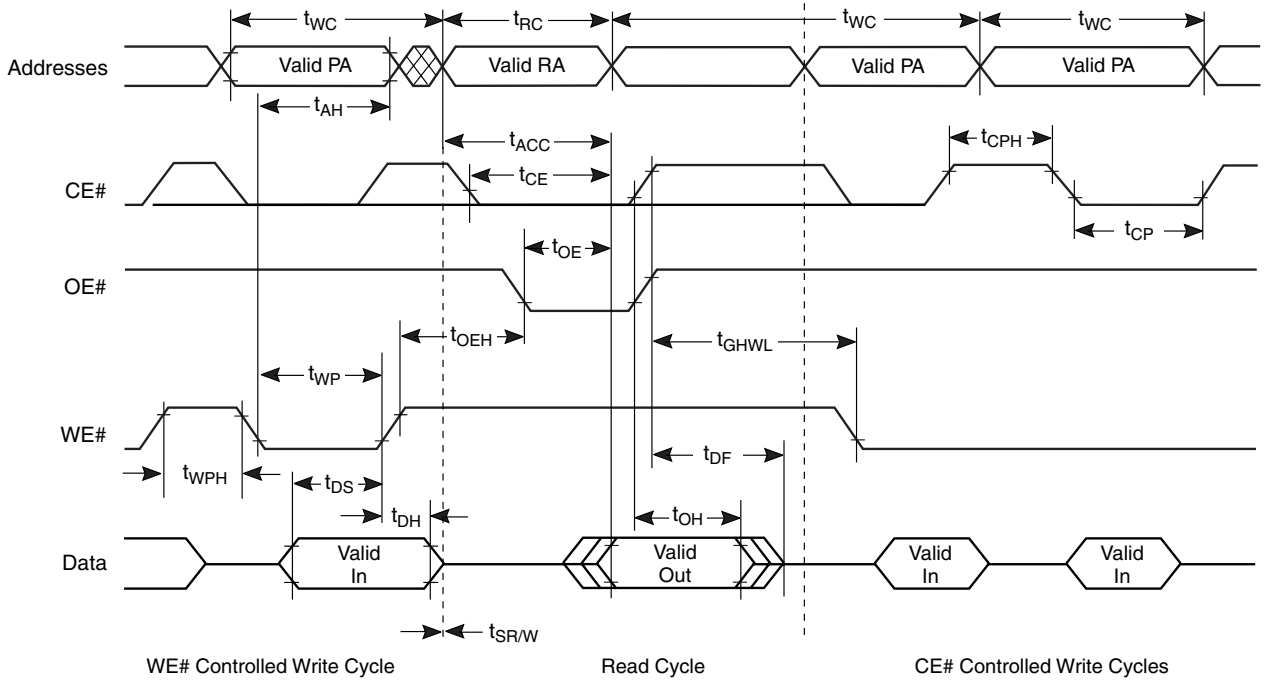 tWC tRC tWC tWC
Addresses Valid PA Valid RA Valid PA Valid PA
tAH
tACC tCPH
tCE
CE#
tCP
tOE
OE#
tOEH tGHWL
tWP
WE#
tDF
tWPH tDS
tDH tOH
Data Valid In Valid Out Valid In Valid In
tSR/W
WE# Controlled Write Cycle Read Cycle CE# Controlled Write Cycles